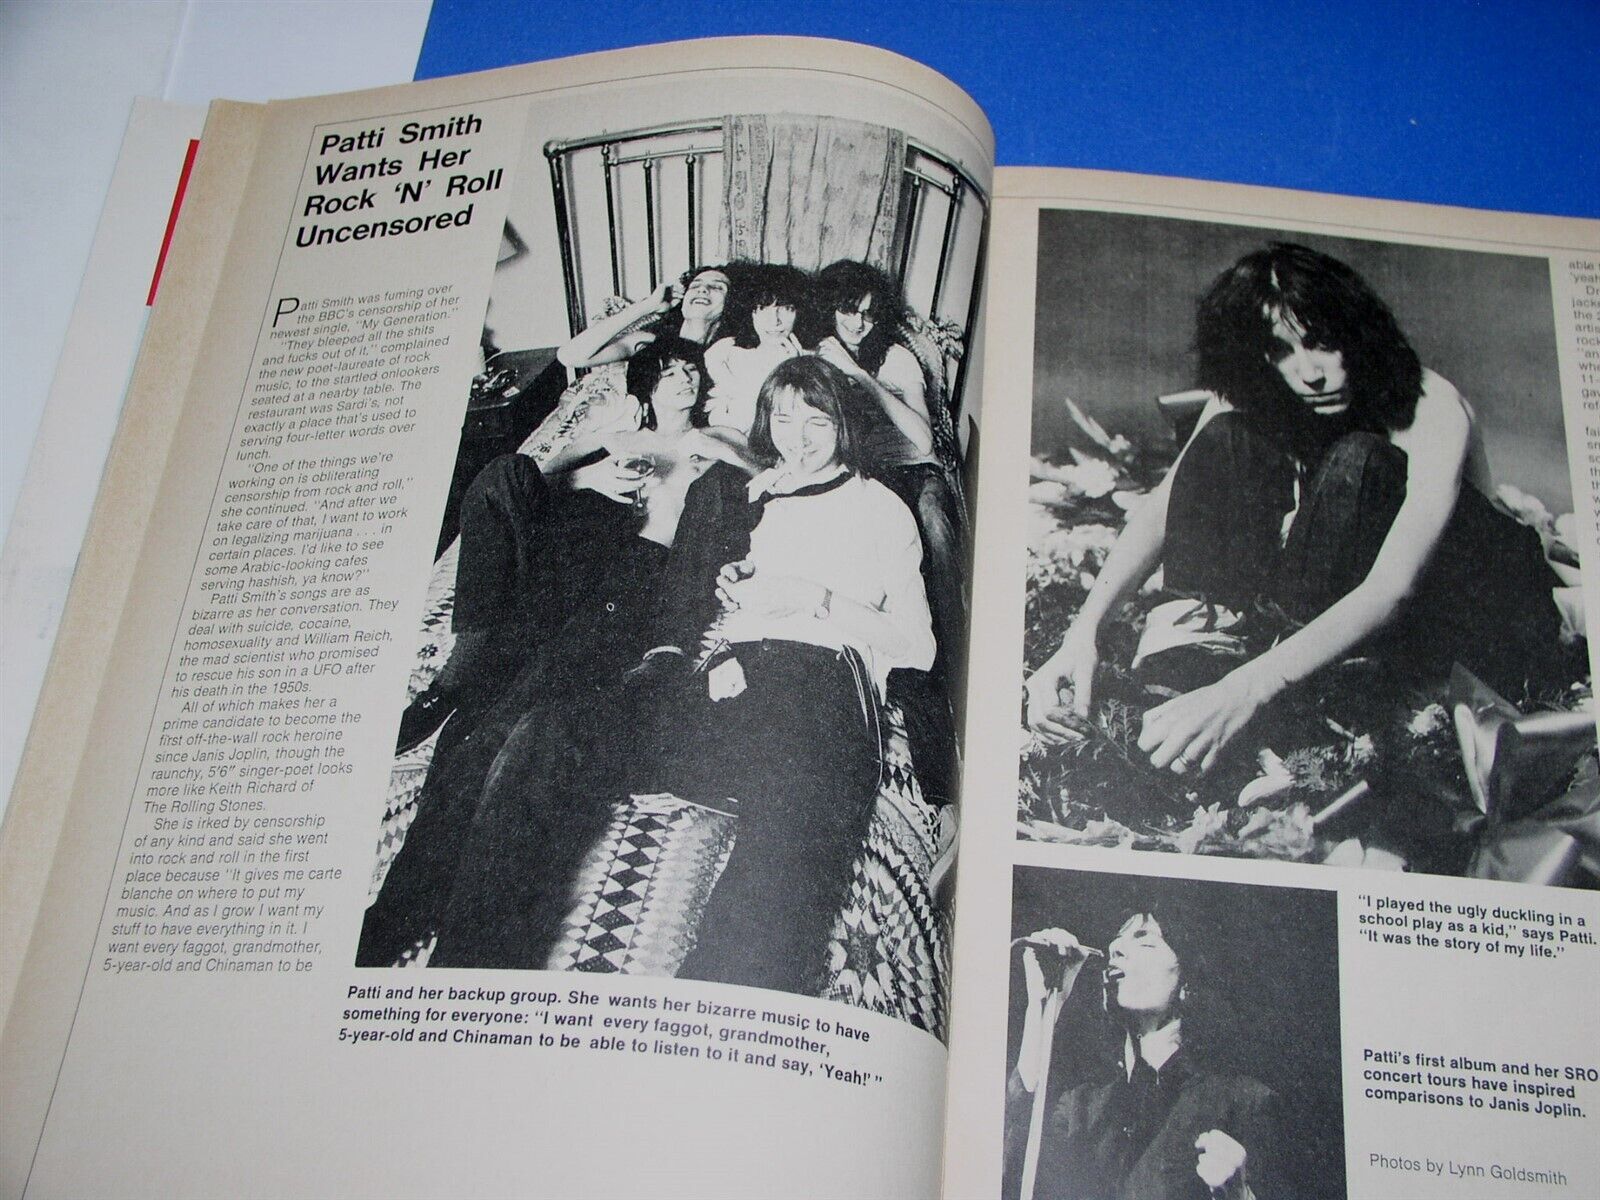 Patti Smith
Wants Her
Rock 'N' Roll
Uncensored
Patti Smith was fuming over
the BBC's censorship of her
newest single, "My Generation."
"They bleeped all the shits
and fucks out of it," complained
the new poet-laureate of rock
music, to the startled onlookers
seated at a nearby table. The
restaurant was Sardi's, not
exactly a place that's used to
serving four-letter words over
lunch.
"One of the things we're
working on is obliterating
censorship from rock and roll,"
she continued. "And after we
take care of that, I want to work
on legalizing marijuana . . . in
certain places. I'd like to see
some Arabic-looking cafes
serving hashish, ya know?"
Patti Smith's songs are as
bizarre as her conversation. They
deal with suicide, cocaine,
homosexuality and William Reich,
the mad scientist who promised
to rescue his son in a UFO after
his death in the 1950s.
All of which makes her a
prime candidate to become the
first off-the-wall rock heroine
since Janis Joplin, though the
raunchy, 5'6" singer-poet looks
more like Keith Richard of
The Rolling Stones.
She is irked by censorship
of any kind and said she went
into rock and roll in the first
place because "It gives me carte
blanche on where to put my
music. And as I grow I want my
stuff to have everything in it. I
want every faggot, grandmother,
5-year-old and Chinaman to be
Patti and her backup group. She wants her bizarre music to have
something for everyone: "I want every faggot, grandmother,
5-year-old and Chinaman to be able to listen to it and say, 'Yeah!' "
able
'yeah
Dr
jacke
the 2
artis
rock
"an
whe
11-
gav
ref
"I played the ugly duckling in a
school play as a kid," says Patti.
"It was the story of my life."
Patti's first album and her SRO
concert tours have inspired
comparisons to Janis Joplin.
Photos by Lynn Goldsmith